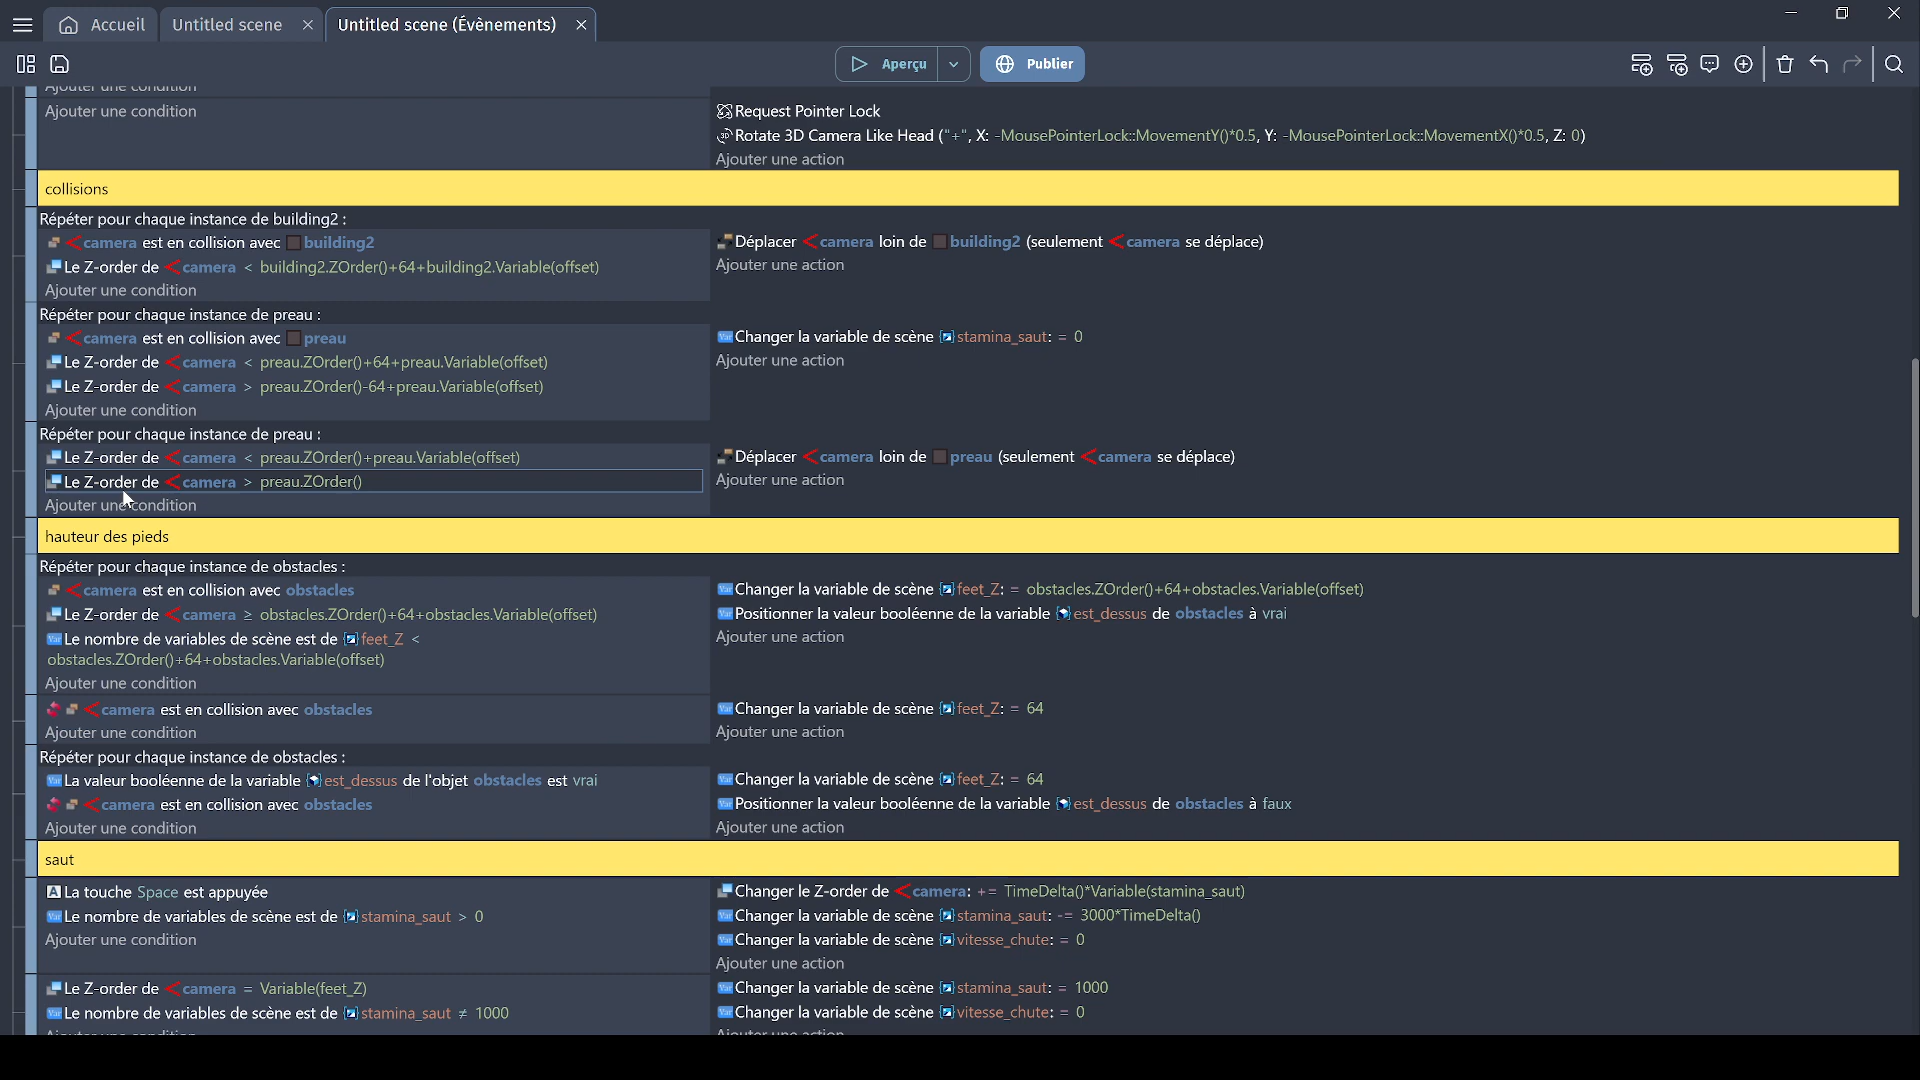 Accueil
Untitled scene
Untitled scene (Évènements)
Aperçu
Publier
Ajouter une condition
Ajouter une condition
Request Pointer Lock
Rotate 3D Camera Like Head ("+", X: -MousePointerLock::MovementY()*0.5, Y: -MousePointerLock::MovementX()*0.5, Z: 0)
Ajouter une action
collisions
Répéter pour chaque instance de building2 :
camera est en collision avec building2
Déplacer camera loin de building2 (seulement camera se déplace)
Le Z-order de camera < building2.ZOrder()+64+building2.Variable(offset)
Ajouter une action
Ajouter une condition
Répéter pour chaque instance de preau :
camera est en collision avec preau
Changer la variable de scène stamina_saut: = 0
Le Z-order de camera < preau.ZOrder()+64+preau.Variable(offset)
Ajouter une action
Le Z-order de camera > preau.ZOrder()-64+preau.Variable(offset)
Ajouter une condition
Répéter pour chaque instance de preau :
Le Z-order de camera < preau.ZOrder()+preau.Variable(offset)
Déplacer camera loin de preau (seulement camera se déplace)
Le Z-order de camera > preau.ZOrder()
Ajouter une action
Ajouter une condition
hauteur des pieds
Répéter pour chaque instance de obstacles :
camera est en collision avec obstacles
Changer la variable de scène feet_Z: = obstacles.ZOrder()+64+obstacles.Variable(offset)
Le Z-order de camera ≥ obstacles.ZOrder()+64+obstacles.Variable(offset)
Positionner la valeur booléenne de la variable est_dessus de obstacles à vrai
Le nombre de variables de scène est de feet_Z <
Ajouter une action
obstacles.ZOrder()+64+obstacles.Variable(offset)
Ajouter une condition
camera est en collision avec obstacles
Changer la variable de scène feet_Z: = 64
Ajouter une condition
Ajouter une action
Répéter pour chaque instance de obstacles :
La valeur booléenne de la variable est_dessus de l'objet obstacles est vrai
Changer la variable de scène feet_Z: = 64
camera est en collision avec obstacles
Positionner la valeur booléenne de la variable est_dessus de obstacles à faux
Ajouter une condition
Ajouter une action
saut
La touche Space est appuyée
Changer le Z-order de camera: += TimeDelta()*Variable(stamina_saut)
Le nombre de variables de scène est de stamina_saut > 0
Changer la variable de scène stamina_saut: -= 3000*TimeDelta()
Ajouter une condition
Changer la variable de scène vitesse_chute: = 0
Ajouter une action
Le Z-order de camera = Variable(feet_Z)
Changer la variable de scène stamina_saut: = 1000
Le nombre de variables de scène est de stamina_saut ≠ 1000
Changer la variable de scène vitesse_chute: = 0
Ajouter une condition
Ajouter une action